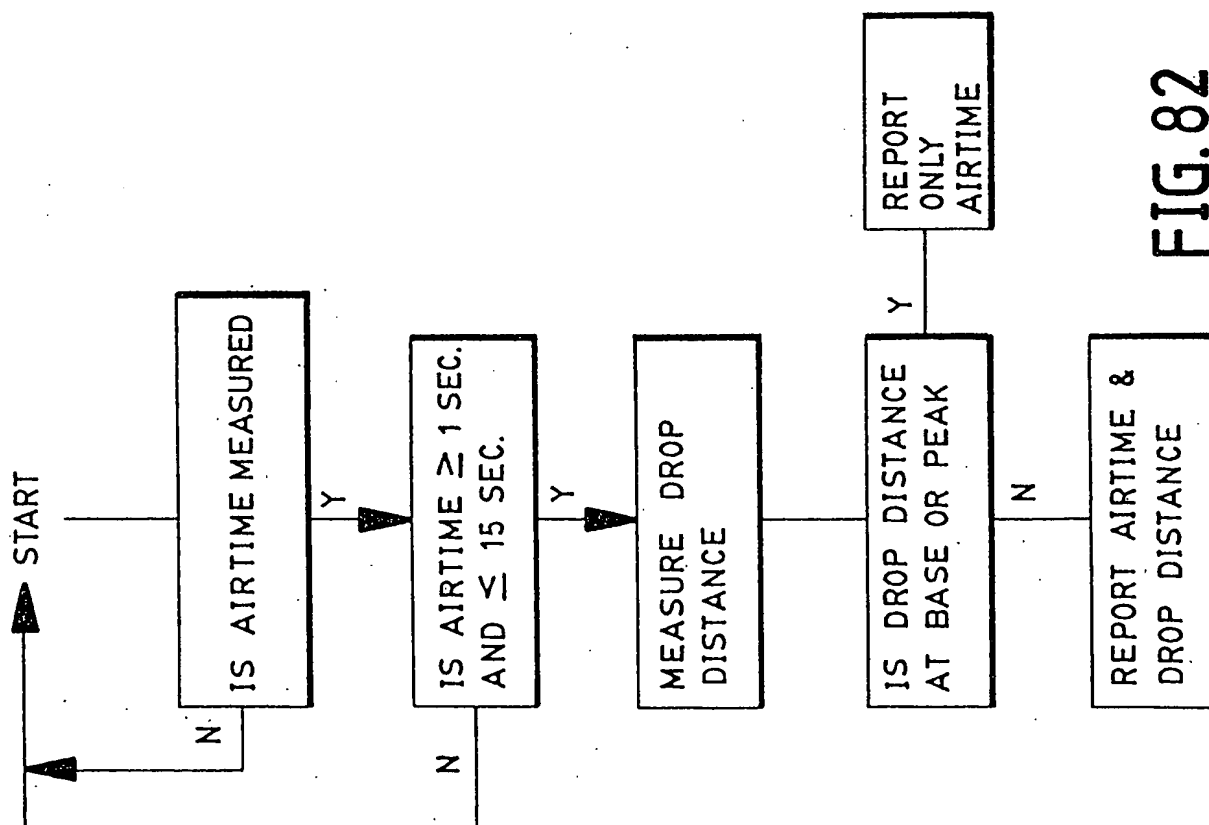 START
IS AIRTIME MEASURED
N
Y
IS AIRTIME ≥ 1 SEC.
AND ≤ 15 SEC.
N
Y
MEASURE DROP
DISTANCE
IS DROP DISTANCE
AT BASE OR PEAK
Y
REPORT
ONLY
AIRTIME
N
REPORT AIRTIME &
DROP DISTANCE
FIG. 82